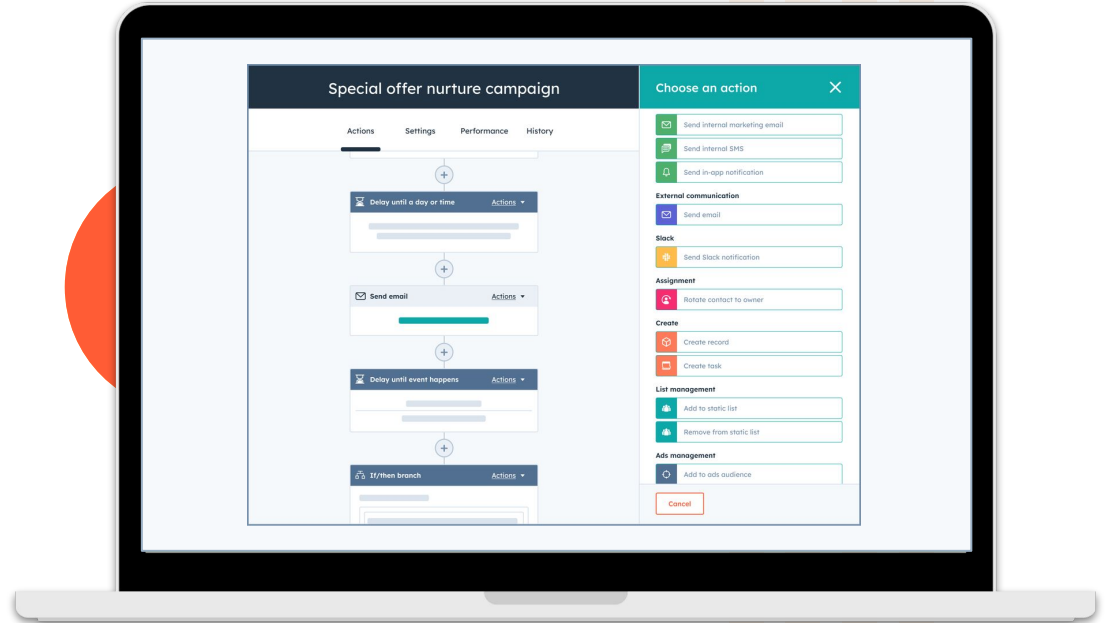 Special offer nurture campaign
Actions Settings Performance History
Delay until a day or time Actions
Send email Actions
Delay until event happens Actions
If/then branch Actions
Choose an action
Send internal marketing email
Send internal SMS
Send in-app notification
External communication
Send email
Slack
Send Slack notification
Assignment
Rotate contact to owner
Create
Create record
Create task
List management
Add to static list
Remove from static list
Ads management
Add to ads audience
Cancel